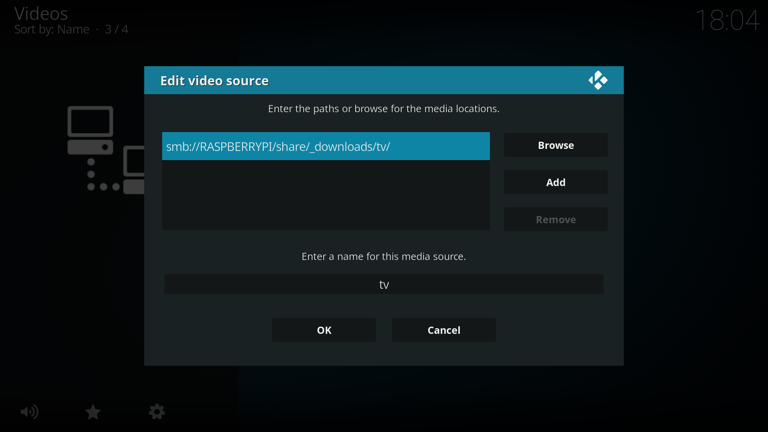 Videos
Sort by: Name · 3 / 4
18:04
Edit video source
Enter the paths or browse for the media locations.
smb://RASPBERRYPI/share/_downloads/tv/
Browse
Add
Remove
Enter a name for this media source.
tv
OK
Cancel